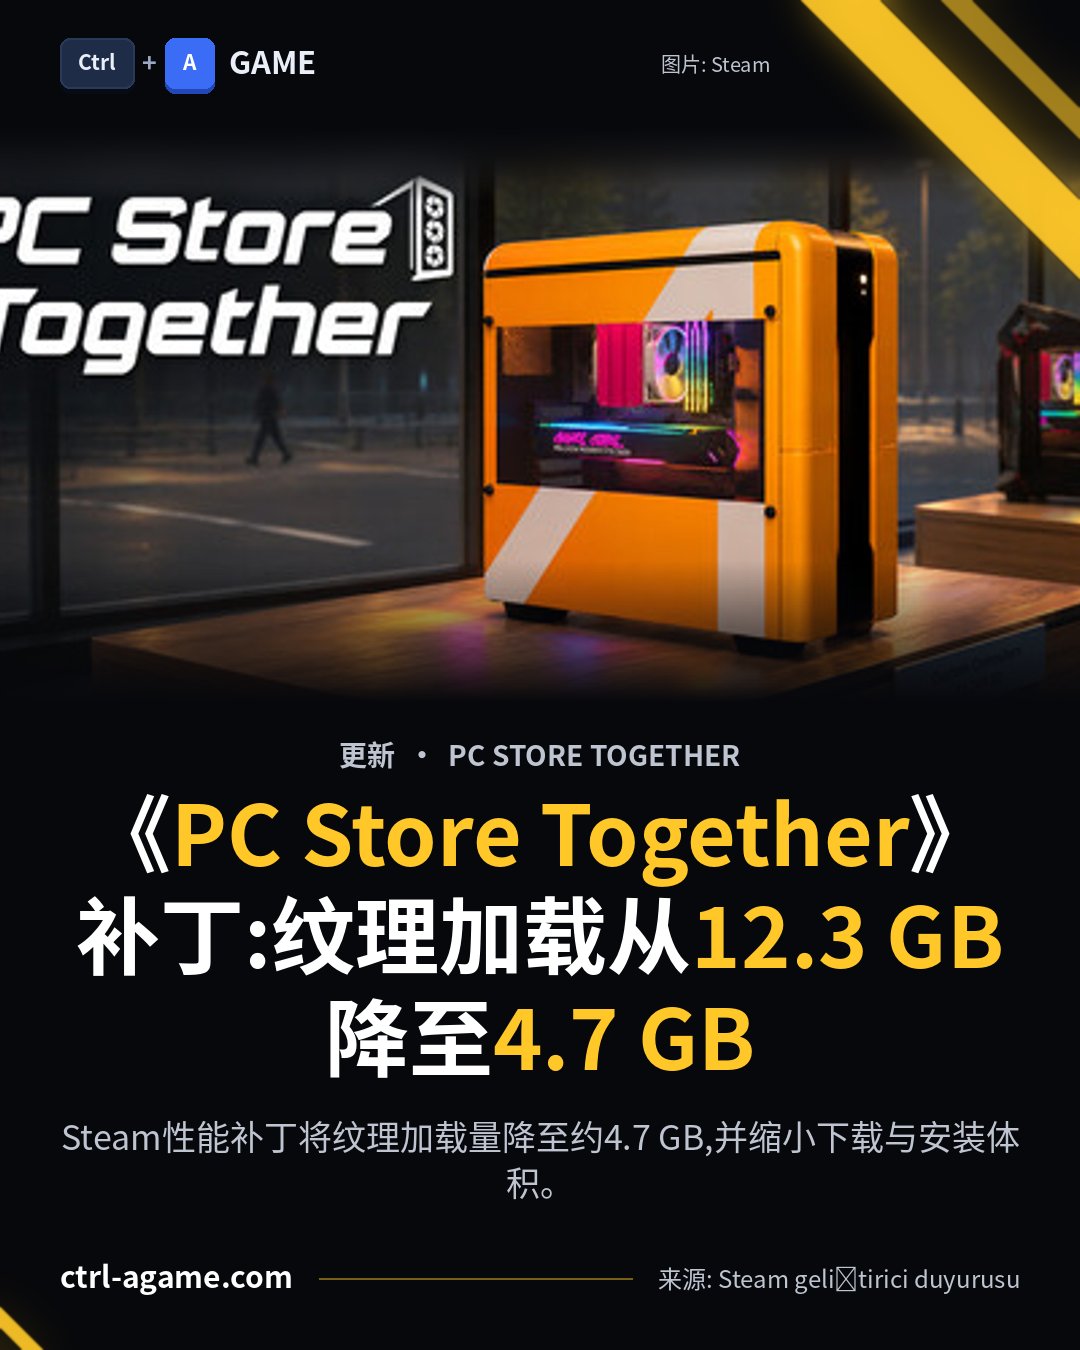 Ctrl + A GAME
图片: Steam
PC Store
Together
更新 • PC STORE TOGETHER
《PC Store Together》
补丁:纹理加载从12.3 GB
降至4.7 GB
Steam性能补丁将纹理加载量降至约4.7 GB,并缩小下载与安装体
积。
ctrl-agame.com
来源: Steam geli☒tirici duyurusu